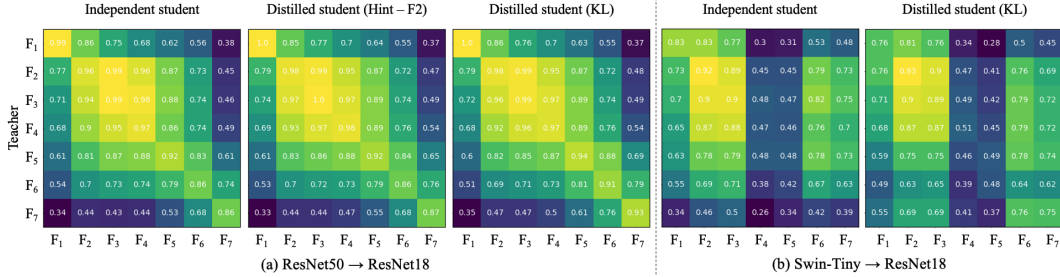 Independent student Distilled student (Hint – F2) Distilled student (KL) Independent student Distilled student (KL)
Teacher
F1 0.99 0.86 0.75 0.68 0.62 0.56 0.38 1.0 0.85 0.77 0.7 0.64 0.55 0.37 1.0 0.86 0.76 0.7 0.63 0.55 0.37 0.83 0.83 0.77 0.3 0.31 0.53 0.48 0.76 0.81 0.76 0.34 0.28 0.5 0.45
F2 0.77 0.96 0.99 0.96 0.87 0.73 0.45 0.79 0.98 0.99 0.95 0.87 0.72 0.47 0.79 0.98 0.99 0.95 0.87 0.72 0.48 0.73 0.92 0.89 0.45 0.45 0.79 0.7 0.76 0.93 0.9 0.47 0.41 0.76 0.69
F3 0.71 0.94 0.99 0.98 0.88 0.74 0.46 0.74 0.97 1.0 0.97 0.89 0.74 0.49 0.72 0.96 0.99 0.97 0.89 0.74 0.49 0.7 0.9 0.9 0.48 0.47 0.82 0.73 0.71 0.9 0.89 0.49 0.42 0.79 0.72
F4 0.68 0.9 0.95 0.97 0.86 0.74 0.49 0.69 0.93 0.97 0.98 0.89 0.76 0.54 0.68 0.92 0.96 0.97 0.89 0.76 0.54 0.65 0.87 0.88 0.47 0.46 0.76 0.7 0.68 0.87 0.87 0.51 0.45 0.79 0.72
F5 0.61 0.81 0.87 0.88 0.92 0.83 0.61 0.61 0.83 0.86 0.88 0.92 0.84 0.65 0.6 0.82 0.85 0.87 0.94 0.88 0.69 0.63 0.78 0.79 0.48 0.48 0.78 0.7 0.59 0.75 0.75 0.46 0.49 0.78 0.74
F6 0.54 0.7 0.73 0.74 0.79 0.86 0.74 0.53 0.7 0.72 0.73 0.79 0.86 0.76 0.51 0.69 0.71 0.73 0.81 0.91 0.79 0.55 0.69 0.71 0.38 0.42 0.66 0.63 0.49 0.63 0.65 0.39 0.48 0.64 0.62
F7 0.34 0.44 0.43 0.44 0.53 0.68 0.86 0.33 0.44 0.44 0.47 0.55 0.68 0.87 0.35 0.47 0.47 0.5 0.61 0.76 0.93 0.34 0.46 0.5 0.26 0.34 0.42 0.39 0.55 0.69 0.69 0.41 0.37 0.76 0.75
F1 F2 F3 F4 F5 F6 F7 F1 F2 F3 F4 F5 F6 F7 F1 F2 F3 F4 F5 F6 F7 F1 F2 F3 F4 F5 F6 F7 F1 F2 F3 F4 F5 F6 F7
(a) ResNet50 → ResNet18 (b) Swin-Tiny → ResNet18